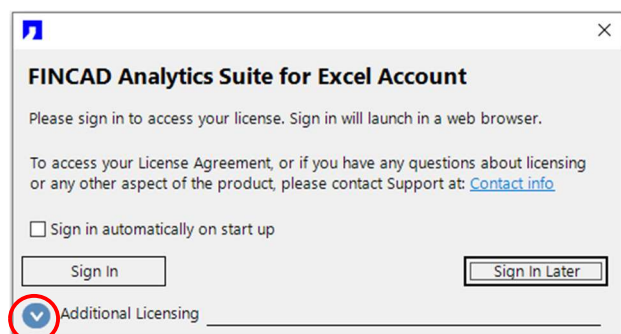 FINCAD Analytics Suite for Excel Account
Please sign in to access your license. Sign in will launch in a web browser.
To access your License Agreement, or if you have any questions about licensing
or any other aspect of the product, please contact Support at: Contact info
Sign in automatically on start up
Sign In
Sign In Later
Additional Licensing